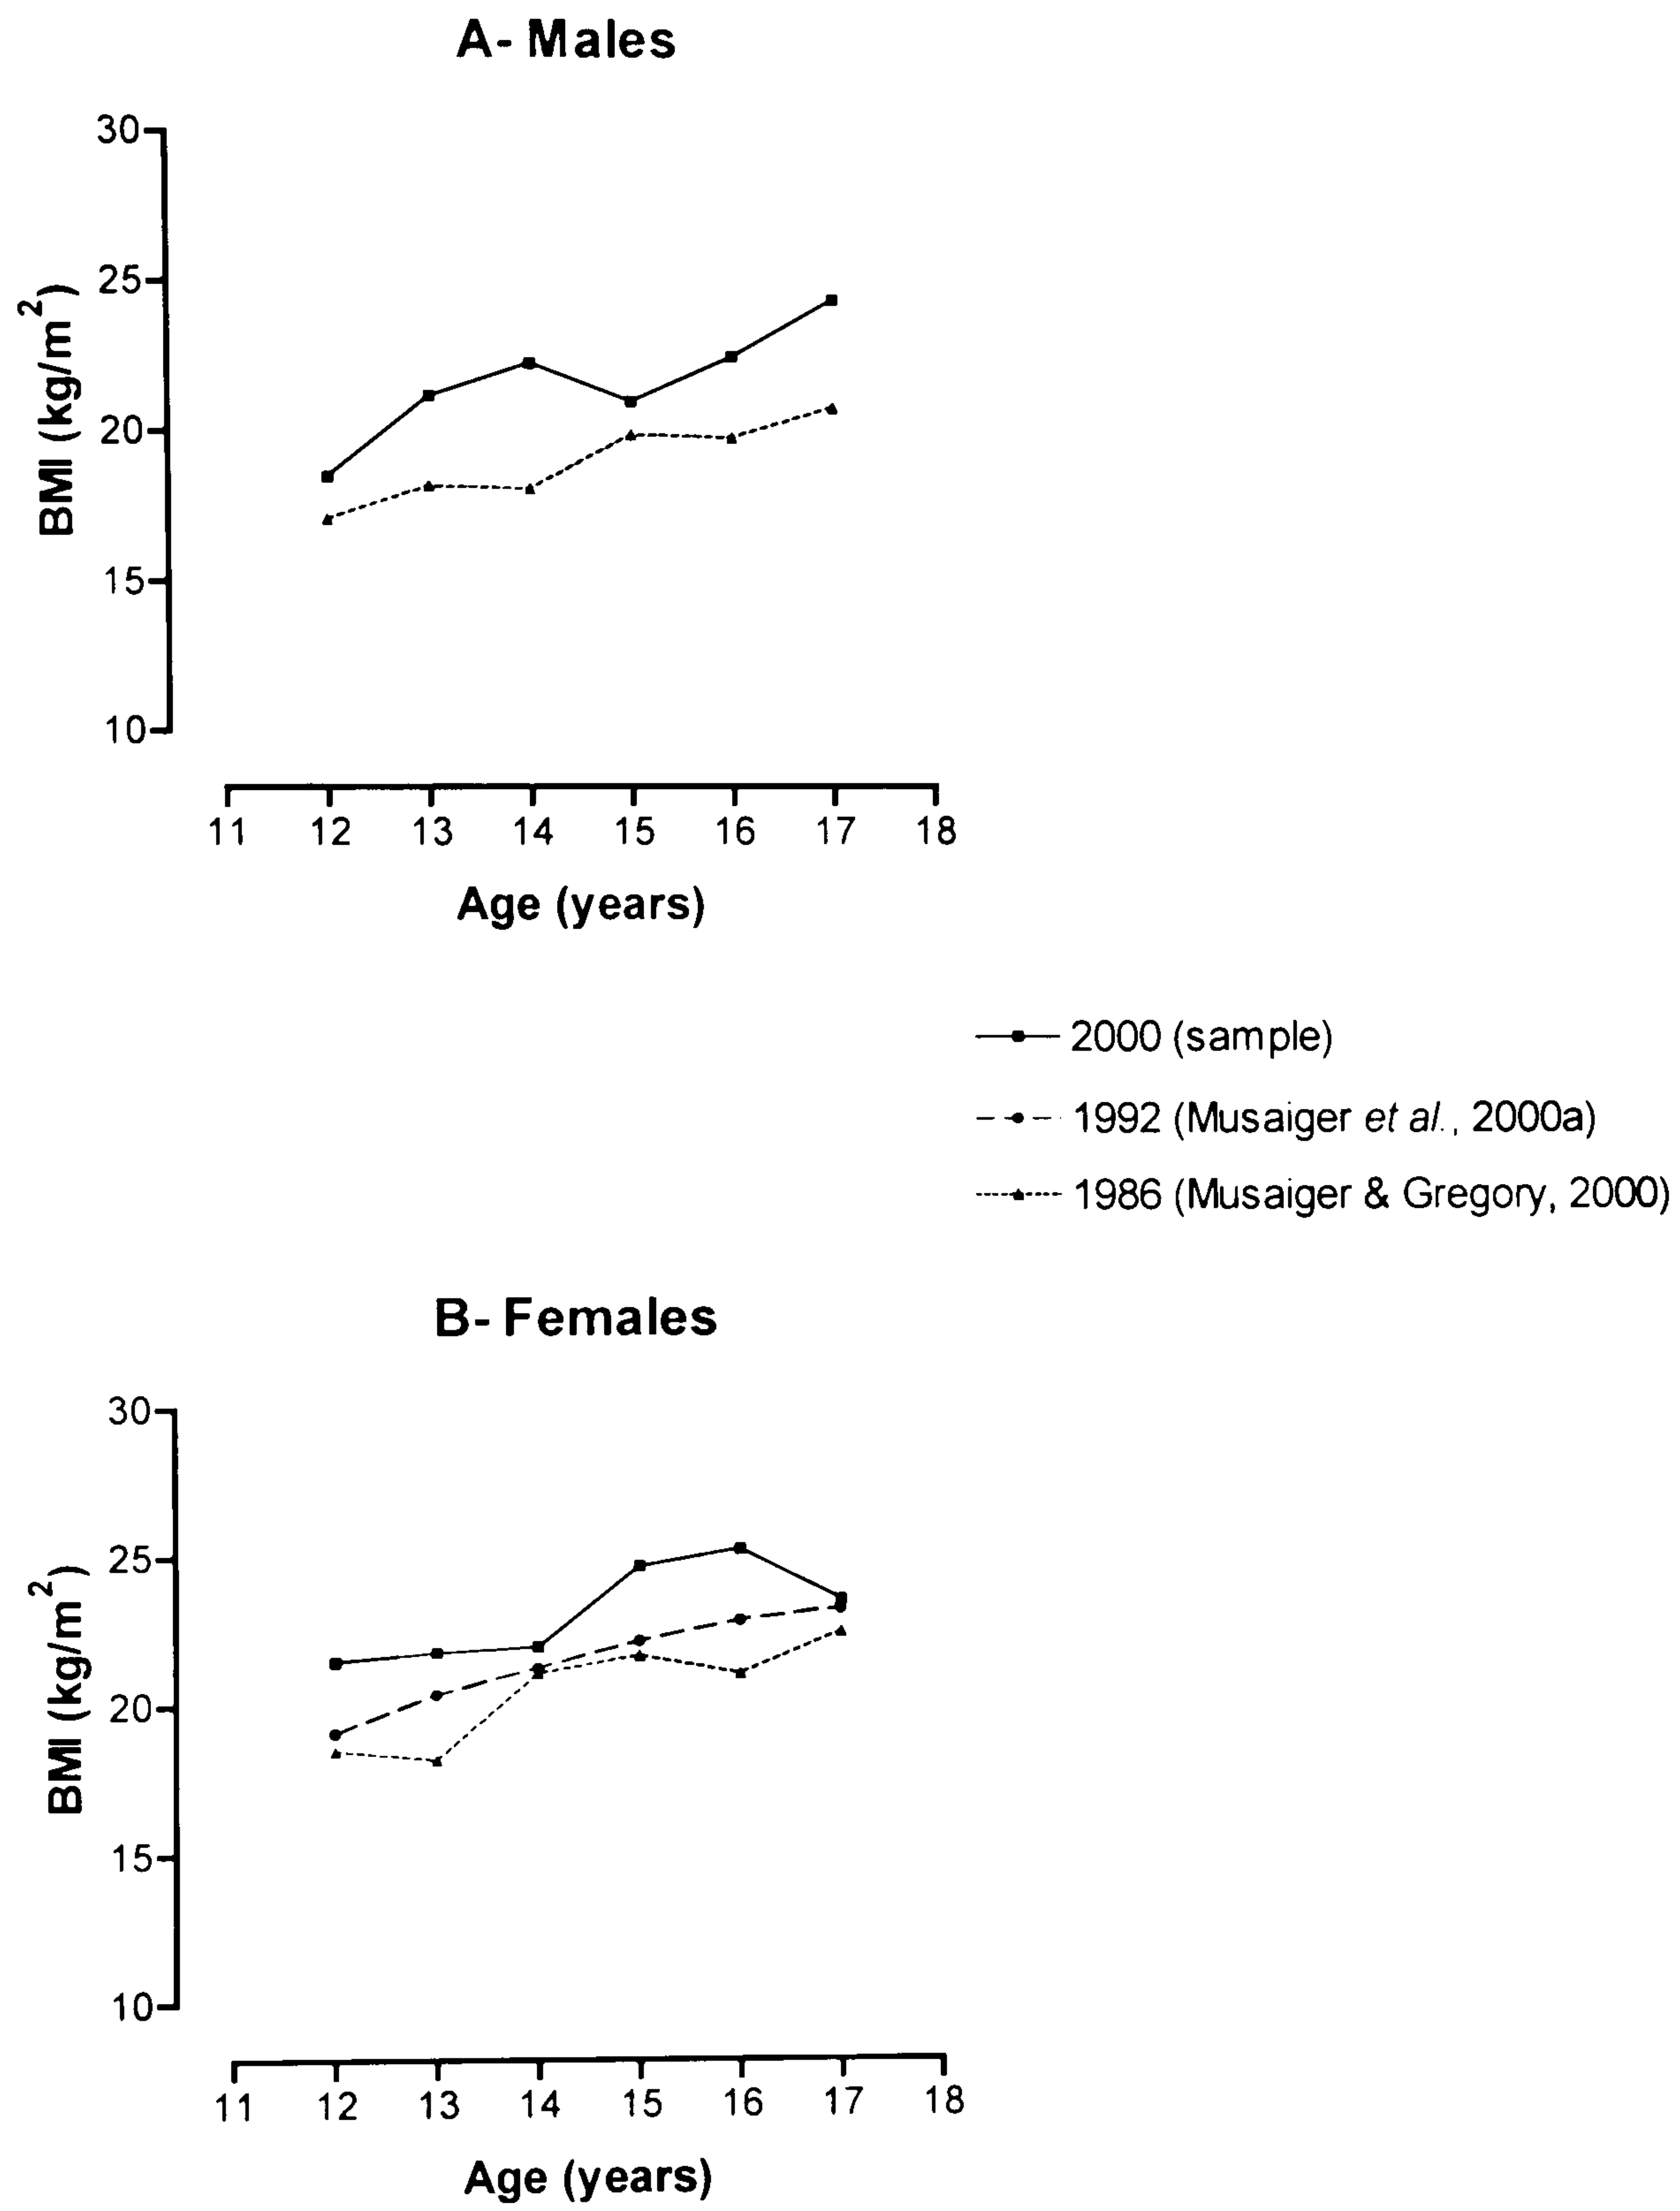 A- Males
30
25
20
15
10
BMI (kg/m²)
11 12 13 14 15 16 17 18
Age (years)
2000 (sample)
1992 (Musaiger et al., 2000a)
1986 (Musaiger & Gregory, 2000)
B- Females
30
25
20
15
10
BMI (kg/m²)
11 12 13 14 15 16 17 18
Age (years)